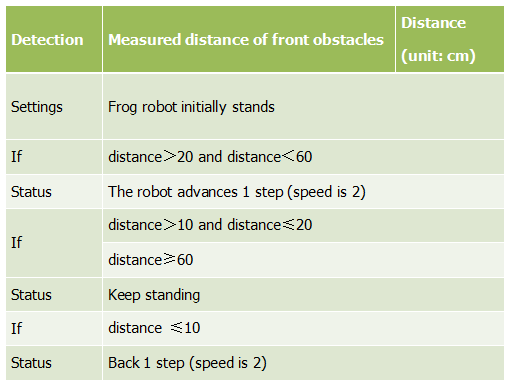 Detection
Measured distance of front obstacles
Distance
(unit: cm)
Settings
Frog robot initially stands
If
distance＞20 and distance＜60
Status
The robot advances 1 step (speed is 2)
If
distance＞10 and distance≤20
distance≥60
Status
Keep standing
If
distance ≤10
Status
Back 1 step (speed is 2)